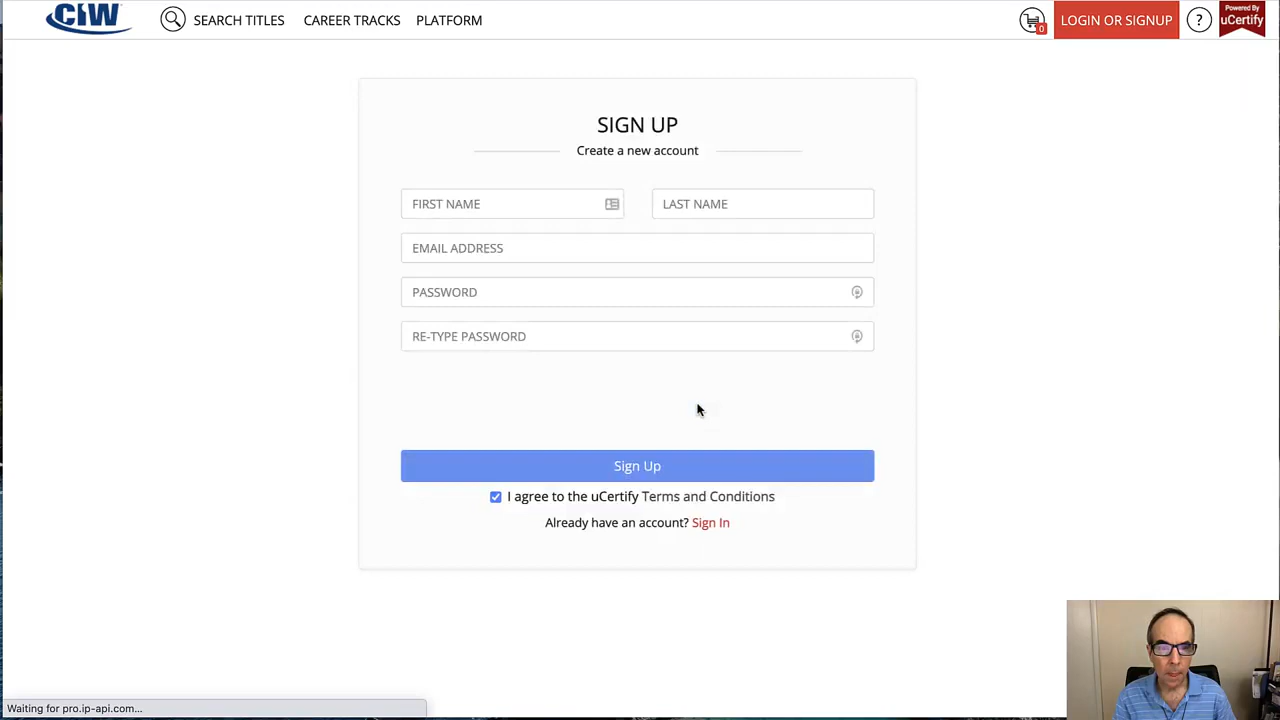 CIW
SEARCH TITLES
CAREER TRACKS
PLATFORM
0
LOGIN OR SIGNUP
?
Powered By
uCertify
SIGN UP
Create a new account
FIRST NAME
LAST NAME
EMAIL ADDRESS
PASSWORD
RE-TYPE PASSWORD
Sign Up
I agree to the uCertify Terms and Conditions
Already have an account? Sign In
Waiting for pro.ip-api.com...